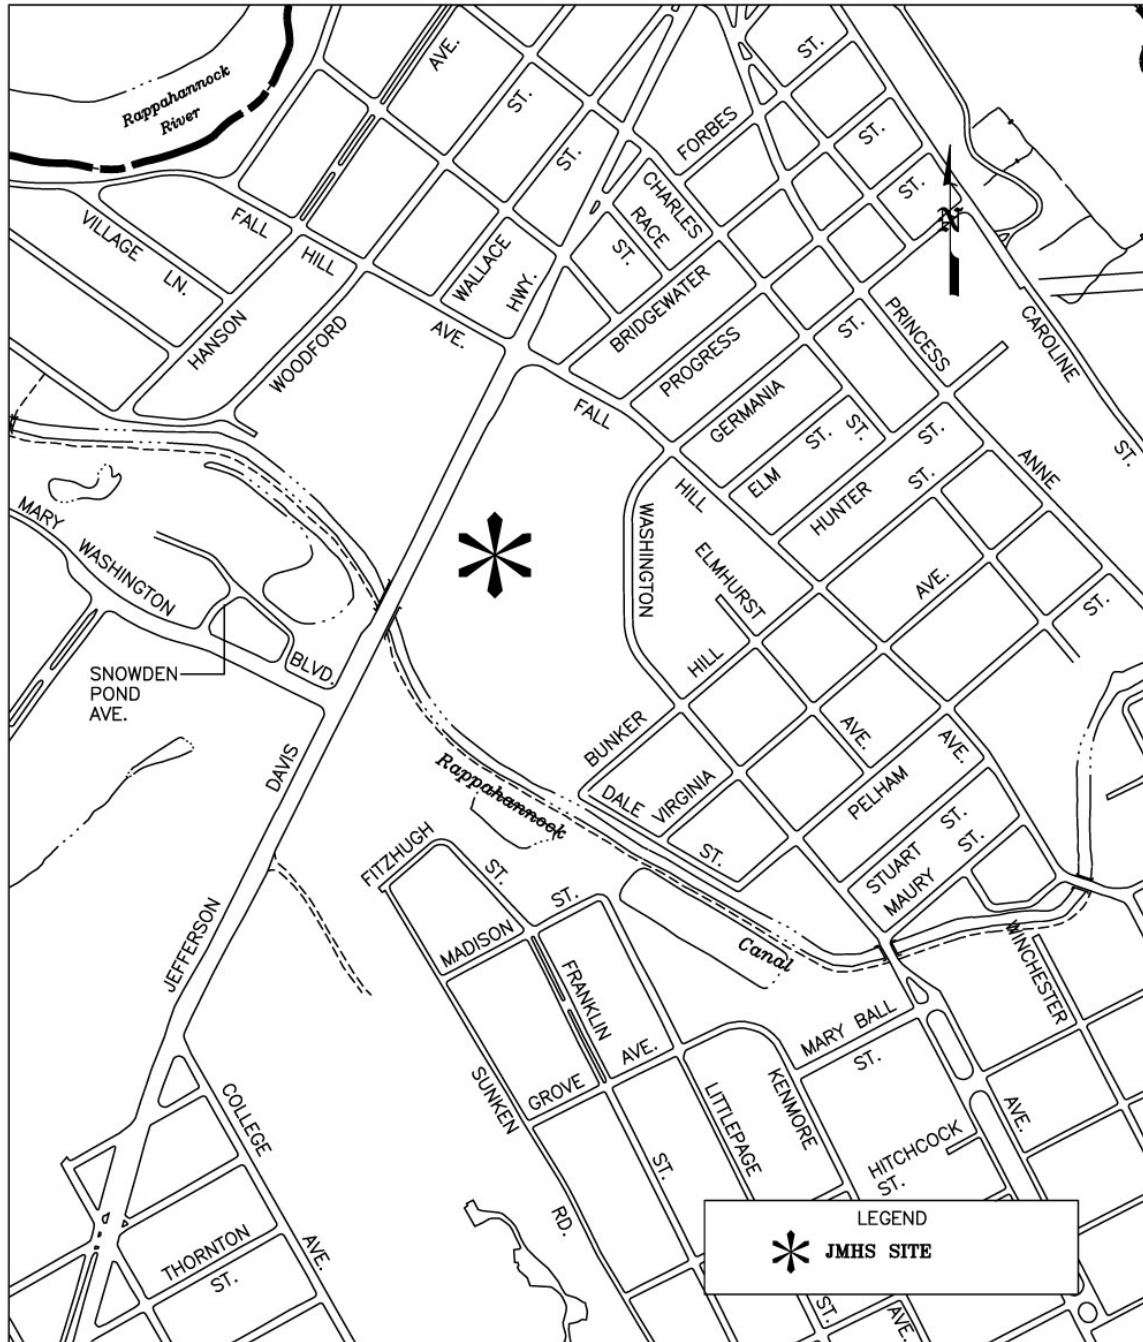 Rappahannock
River
AVE.
ST.
ST.
ST.
ST.
ST.
FORBES
CHARLES
RACE
ST.
VILLAGE
LN.
FALL
HILL
AVE.
WALLACE
HWY.
HANSON
WOODFORD
BRIDGEWATER
PROGRESS
ST.
PRINCESS
ANNE
ST.
CAROLINE
ST.
N
FALL
HILL
AVE.
GERMANIA
ST.
ELM
ST.
HUNTER
ST.
WASHINGTON
AVE.
ELMHURST
AVE.
MARY
WASHINGTON
BLVD.
SNOWDEN
POND
AVE.
BUNKER
HILL
ST.
DALE
ST.
VIRGINIA
AVE.
PELHAM
ST.
STUART
ST.
MAURY
Rappahannock
Canal
JEFFERSON
DAVIS
FITZHUGH
ST.
MADISON
ST.
FRANKLIN
ST.
SUNKEN
RD.
GROVE
AVE.
LITTLEPAGE
ST.
KENMORE
AVE.
MARY BALL
ST.
WINCHESTER
AVE.
HITCHCOCK
ST.
COLLEGE
AVE.
THORNTON
ST.
LEGEND
JMHS SITE